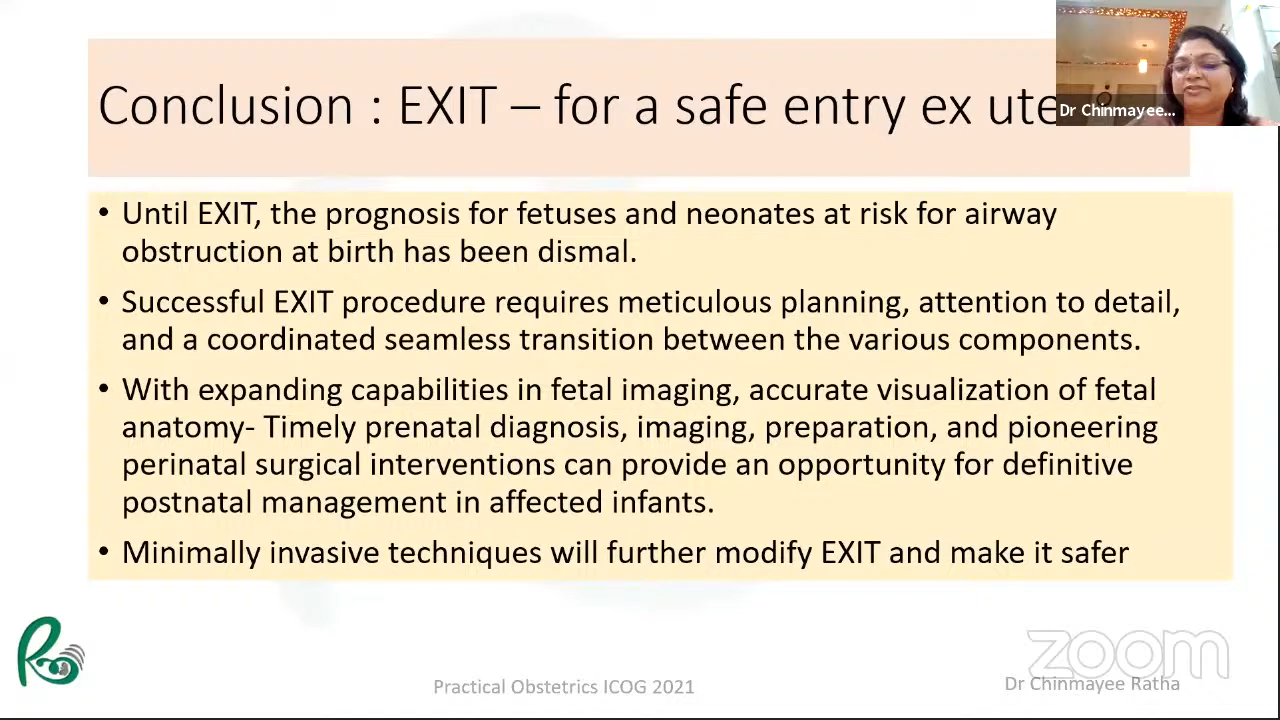 Conclusion : EXIT – for a safe entry ex ute
Dr Chinmayee...
• Until EXIT, the prognosis for fetuses and neonates at risk for airway
obstruction at birth has been dismal.
• Successful EXIT procedure requires meticulous planning, attention to detail,
and a coordinated seamless transition between the various components.
• With expanding capabilities in fetal imaging, accurate visualization of fetal
anatomy- Timely prenatal diagnosis, imaging, preparation, and pioneering
perinatal surgical interventions can provide an opportunity for definitive
postnatal management in affected infants.
• Minimally invasive techniques will further modify EXIT and make it safer
zoom
Practical Obstetrics ICOG 2021
Dr Chinmayee Ratha